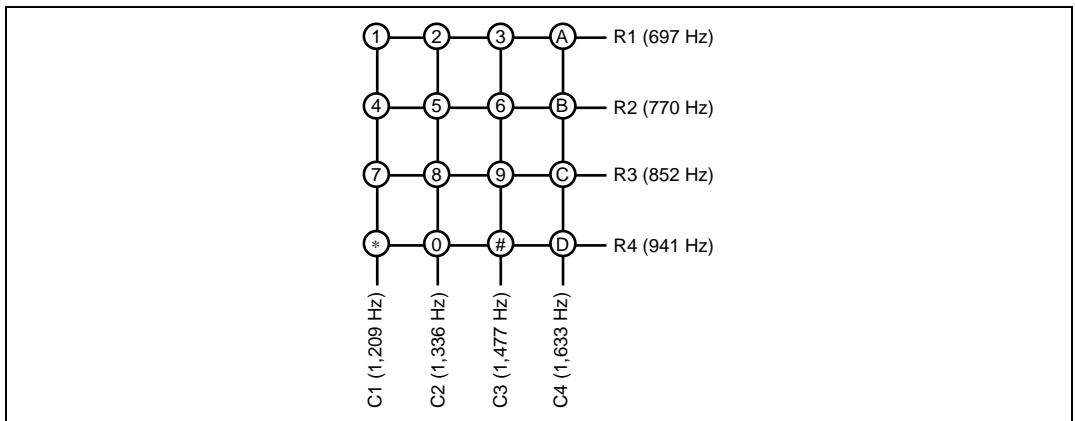 1 2 3 A R1 (697 Hz)
4 5 6 B R2 (770 Hz)
7 8 9 C R3 (852 Hz)
* 0 # D R4 (941 Hz)
C1 (1,209 Hz)
C2 (1,336 Hz)
C3 (1,477 Hz)
C4 (1,633 Hz)